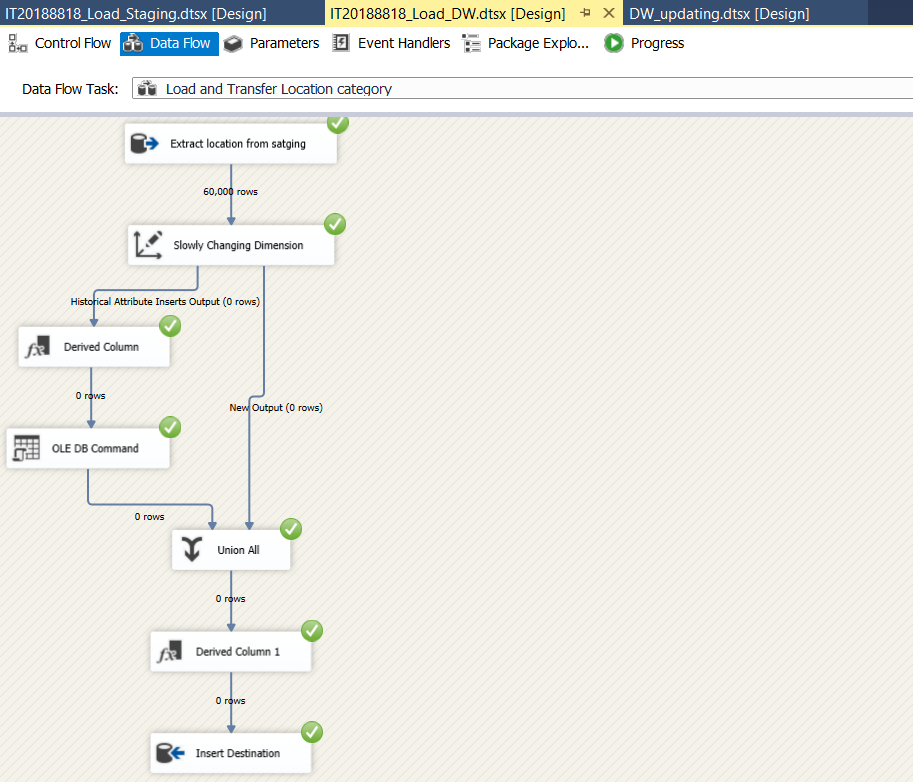 IT20188818_Load_Staging.dtsx [Design]
IT20188818_Load_DW.dtsx [Design]
DW_updating.dtsx [Design]
Control Flow
Data Flow
Parameters
Event Handlers
Package Explo...
Progress
Data Flow Task:
Load and Transfer Location category
Extract location from satging
60,000 rows
Slowly Changing Dimension
Historical Attribute Inserts Output (0 rows)
Derived Column
0 rows
New Output (0 rows)
OLE DB Command
0 rows
Union All
0 rows
Derived Column 1
0 rows
Insert Destination